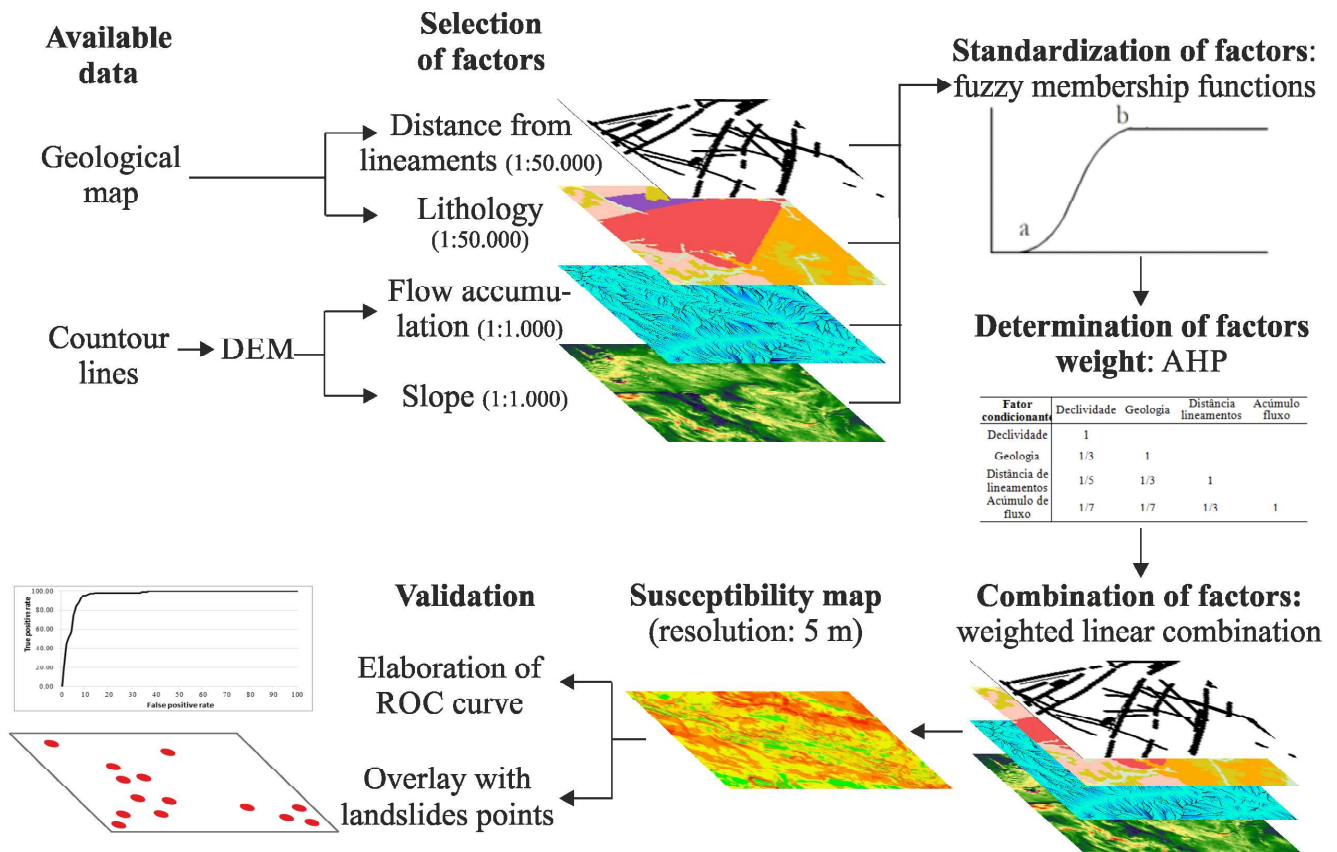 Available
data
Geological
map
Countour
lines
DEM
Selection
of factors
Distance from
lineaments (1:50.000)
Lithology
(1:50.000)
Flow accumu-
lation (1:1.000)
Slope (1:1.000)
Standardization of factors:
fuzzy membership functions
a
b
Determination of factors
weight: AHP
Fator
condicionante
Declividade
Geologia
Distância
lineamentos
Acúmulo
fluxo
Declividade
1
Geologia
1/3
1
Distância de
lineamentos
1/5
1/3
1
Acúmulo de
fluxo
1/7
1/7
1/3
1
Combination of factors:
weighted linear combination
Susceptibility map
(resolution: 5 m)
Validation
Elaboration of
ROC curve
Overlay with
landslides points
True positive rate
100.00
80.00
60.00
40.00
20.00
0.00
0
10
20
30
40
50
60
70
80
90
100
False positive rate